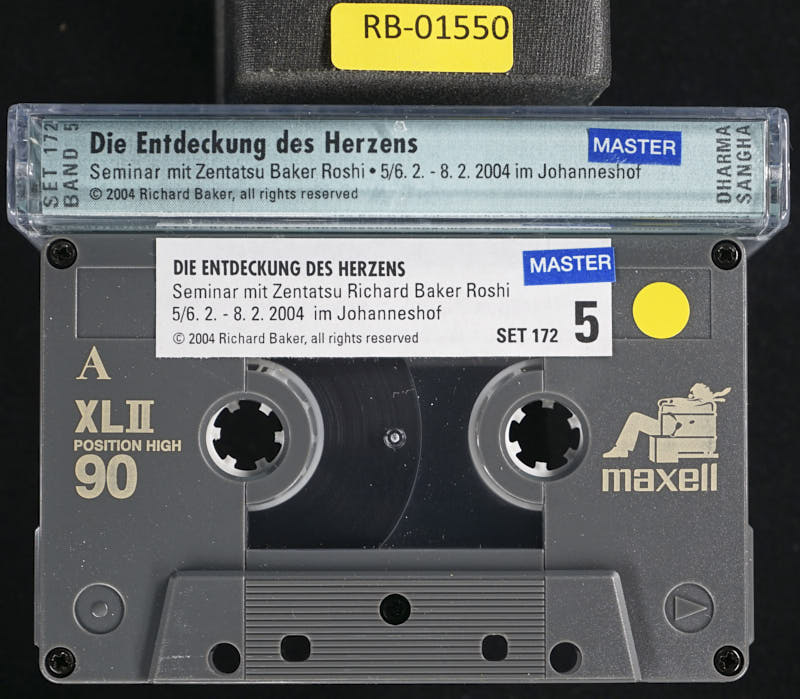 RB-01550
SET 172
BAND 5
Die Entdeckung des Herzens
MASTER
Seminar mit Zentatsu Baker Roshi • 5/6. 2. - 8. 2. 2004 im Johanneshof
© 2004 Richard Baker, all rights reserved
DHARMA
SANGHA
DIE ENTDECKUNG DES HERZENS
MASTER
Seminar mit Zentatsu Richard Baker Roshi
5/6. 2. - 8. 2. 2004 im Johanneshof
© 2004 Richard Baker, all rights reserved
SET 172 5
A
XLII
POSITION HIGH
90
maxell